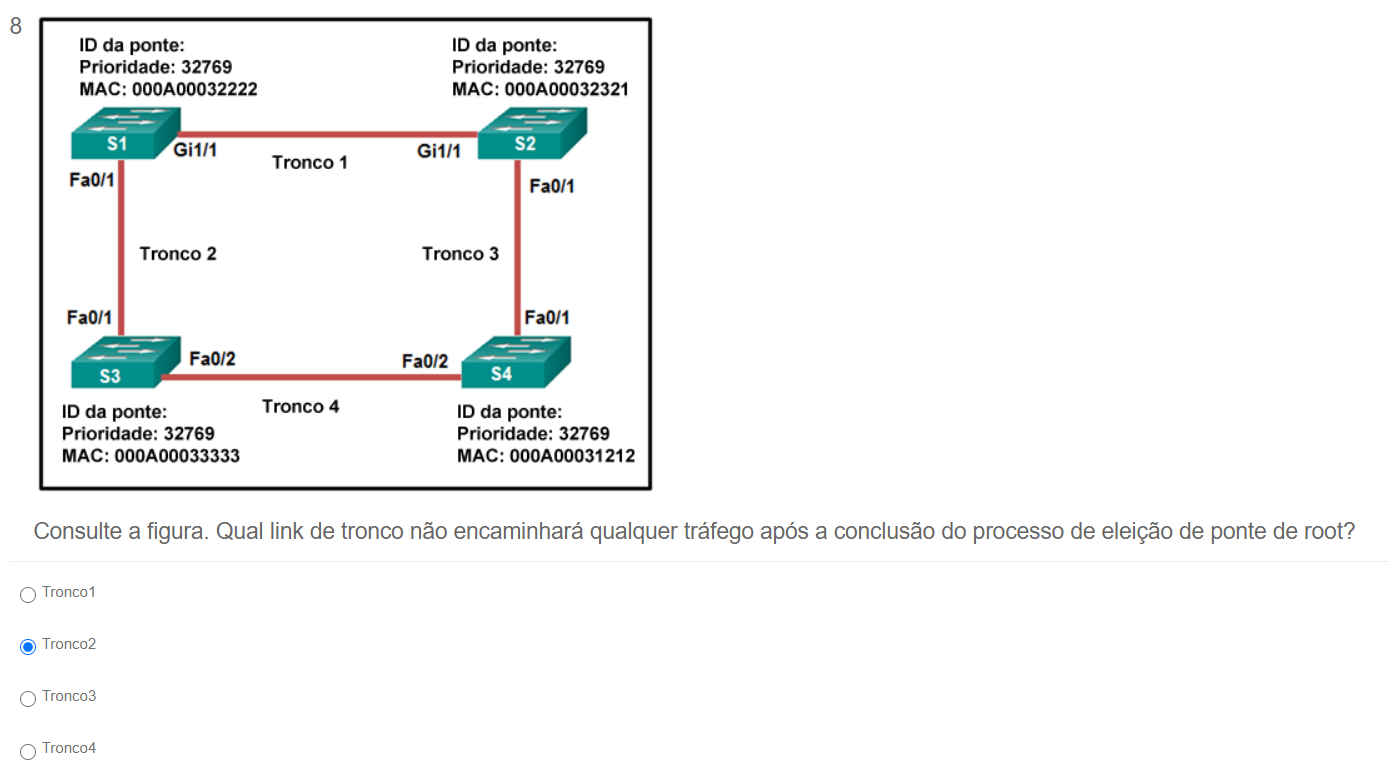 8
ID da ponte:
Prioridade: 32769
MAC: 000A00032222
ID da ponte:
Prioridade: 32769
MAC: 000A00032321
S1
Gi1/1
Tronco 1
Gi1/1
S2
Fa0/1
Fa0/1
Tronco 2
Tronco 3
Fa0/1
Fa0/1
S3
Fa0/2
Fa0/2
S4
Tronco 4
ID da ponte:
Prioridade: 32769
MAC: 000A00033333
ID da ponte:
Prioridade: 32769
MAC: 000A00031212
Consulte a figura. Qual link de tronco não encaminhará qualquer tráfego após a conclusão do processo de eleição de ponte de root?
Tronco1
Tronco2
Tronco3
Tronco4